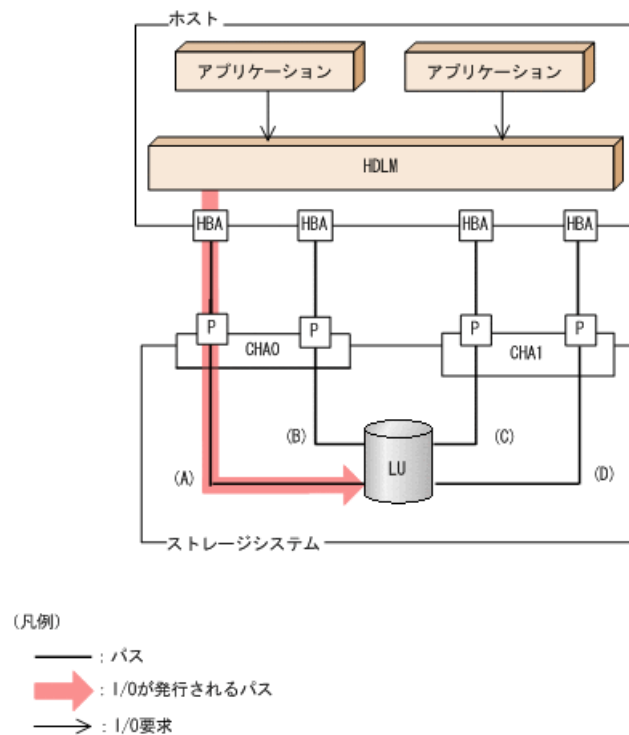 ホスト
アプリケーション
アプリケーション
HDLM
HBA
HBA
HBA
HBA
P
P
P
P
CHA0
CHA1
(B)
(C)
LU
(A)
(D)
ストレージシステム
(凡例)
: パス
: I/Oが発行されるパス
: I/O要求